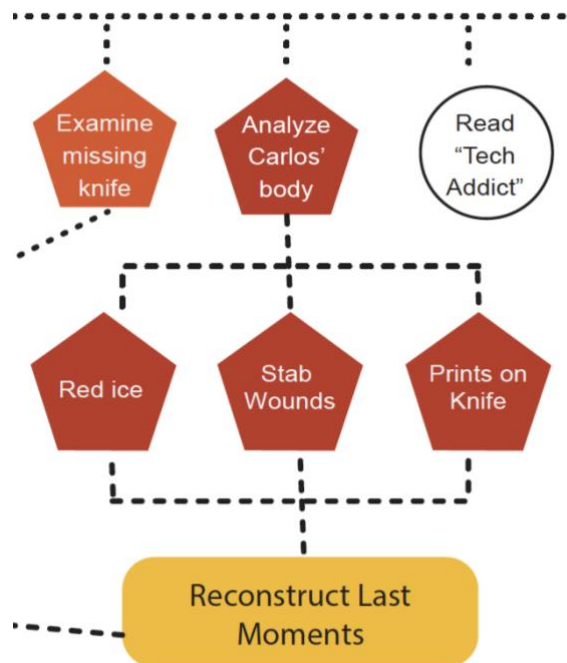 Examine
missing
knife
Analyze
Carlos’
body
Read
“Tech
Addict”
Red ice
Stab
Wounds
Prints on
Knife
Reconstruct Last
Moments